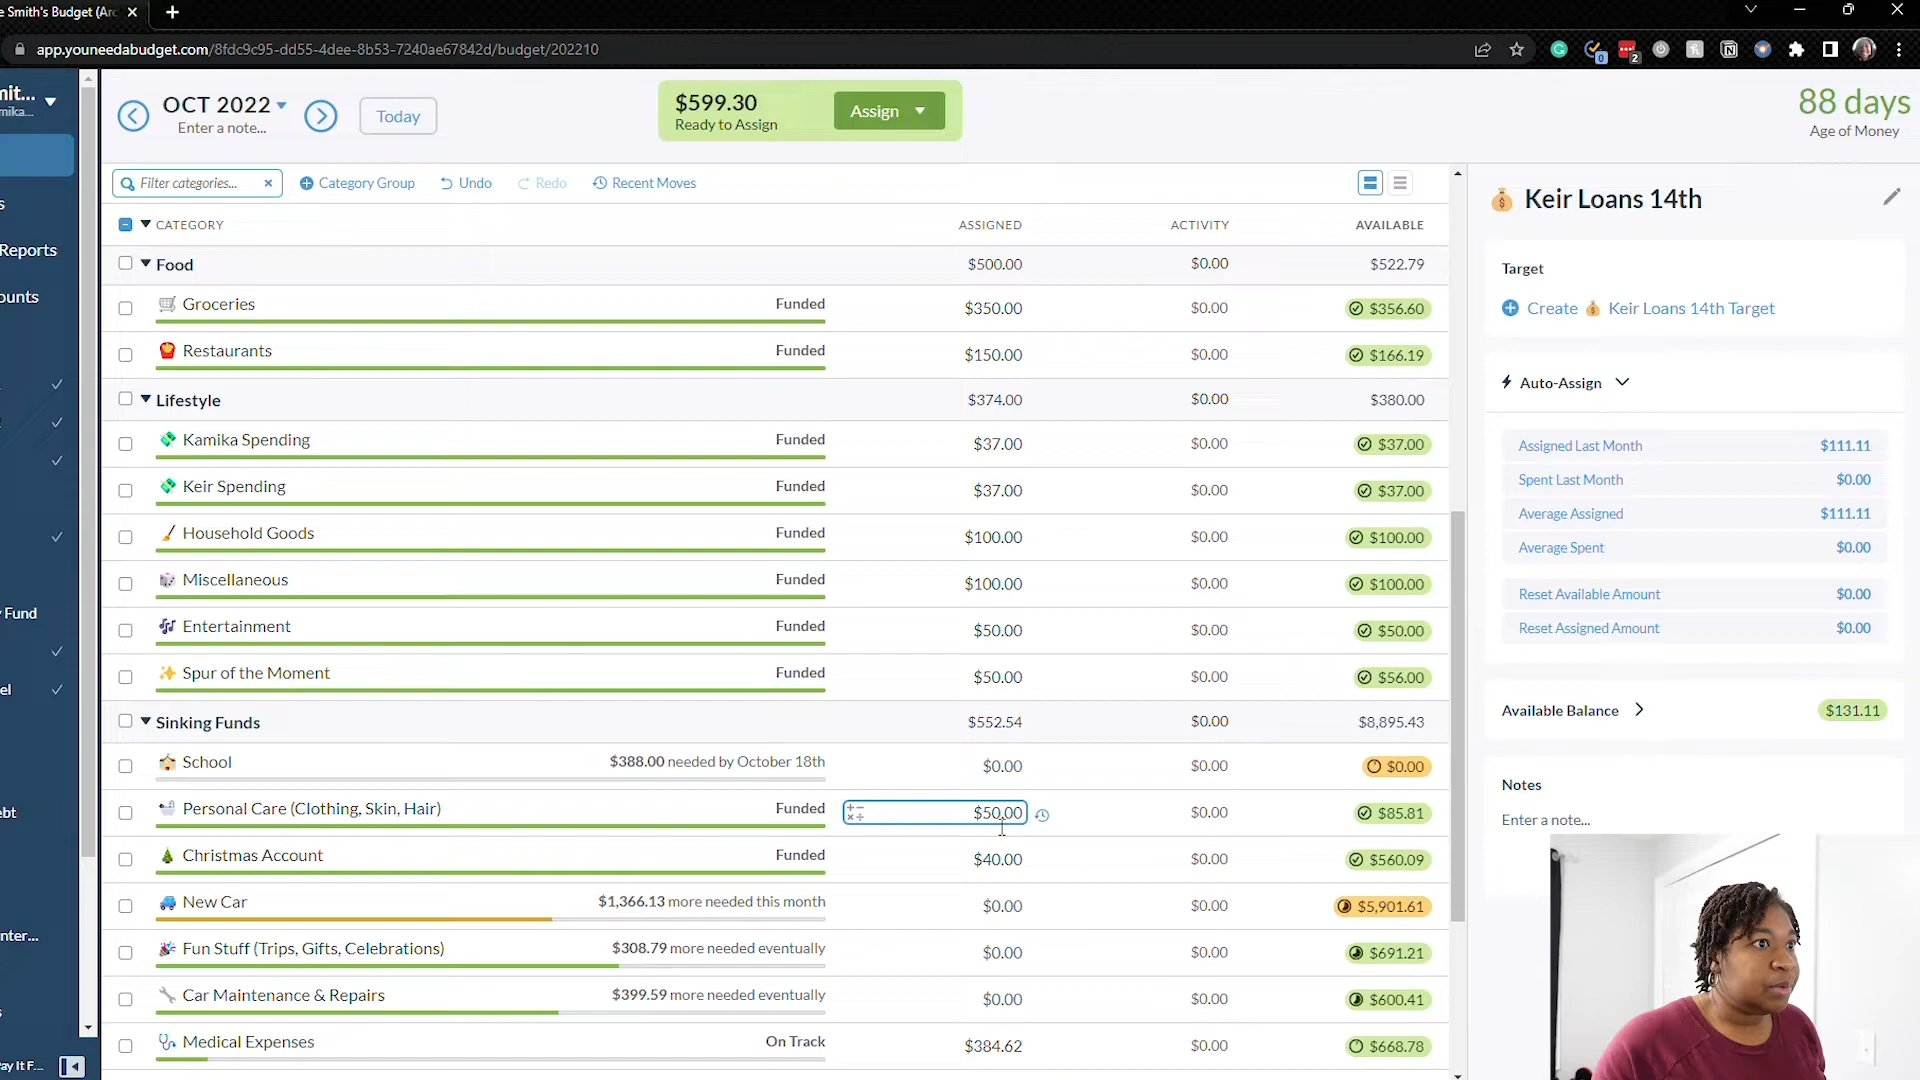 e Smith's Budget (Arc
app.youneedabudget.com/8fdc9c95-dd55-4dee-8b53-7240ae67842d/budget/202210
0
2
mit...
mika...
OCT 2022
Enter a note...
Today
$599.30
Ready to Assign
Assign
88 days
Age of Money
Filter categories...
Category Group
Undo
Redo
Recent Moves
CATEGORY
ASSIGNED
ACTIVITY
AVAILABLE
Food
$500.00
$0.00
$522.79
Groceries
Funded
$350.00
$0.00
$356.60
Restaurants
Funded
$150.00
$0.00
$166.19
Lifestyle
$374.00
$0.00
$380.00
Kamika Spending
Funded
$37.00
$0.00
$37.00
Keir Spending
Funded
$37.00
$0.00
$37.00
Household Goods
Funded
$100.00
$0.00
$100.00
Miscellaneous
Funded
$100.00
$0.00
$100.00
Entertainment
Funded
$50.00
$0.00
$50.00
Spur of the Moment
Funded
$50.00
$0.00
$56.00
Sinking Funds
$552.54
$0.00
$8,895.43
School
$388.00 needed by October 18th
$0.00
$0.00
$0.00
Personal Care (Clothing, Skin, Hair)
Funded
$50.00
$0.00
$85.81
Christmas Account
Funded
$40.00
$0.00
$560.09
New Car
$1,366.13 more needed this month
$0.00
$0.00
$5,901.61
Fun Stuff (Trips, Gifts, Celebrations)
$308.79 more needed eventually
$0.00
$0.00
$691.21
Car Maintenance & Repairs
$399.59 more needed eventually
$0.00
$0.00
$600.41
Medical Expenses
On Track
$384.62
$0.00
$668.78
s
Reports
ounts
y Fund
el
ebt
nter...
s
Pay It F...
Keir Loans 14th
Target
Create Keir Loans 14th Target
Auto-Assign
Assigned Last Month
$111.11
Spent Last Month
$0.00
Average Assigned
$111.11
Average Spent
$0.00
Reset Available Amount
$0.00
Reset Assigned Amount
$0.00
Available Balance
$131.11
Notes
Enter a note...